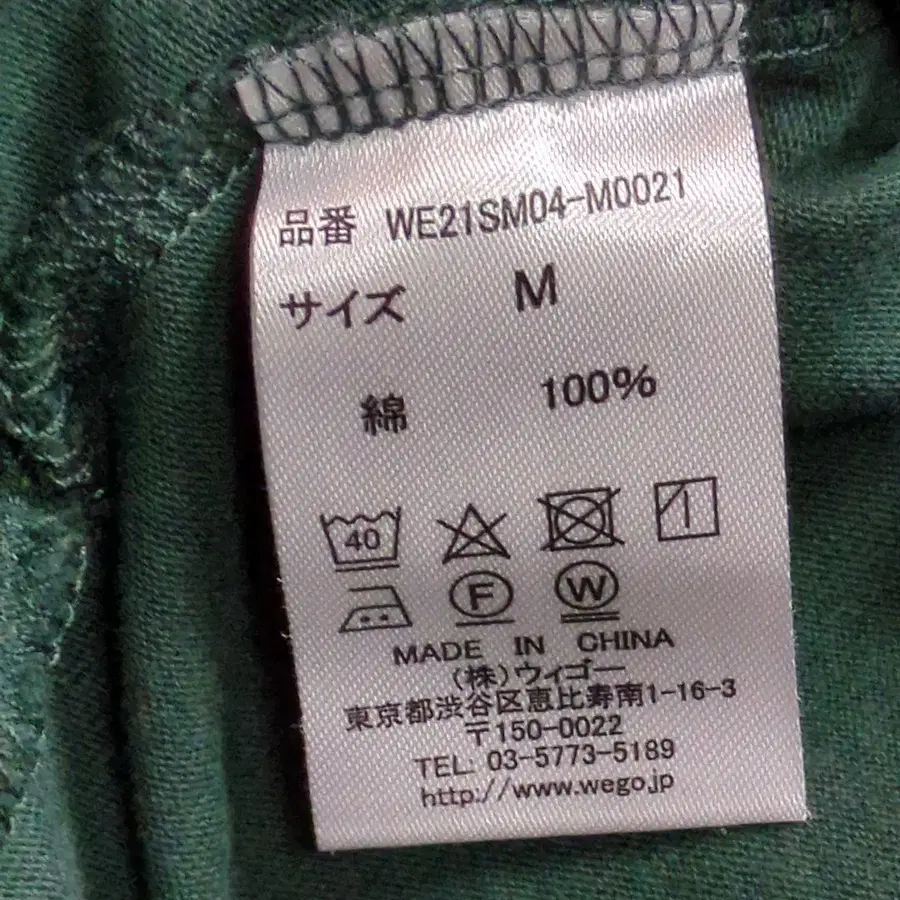 品番 WE21SM04-M0021
サイズ M
綿 100%
40
F W
MADE IN CHINA
(株)ウィゴー
東京都渋谷区恵比寿南1-16-3
〒150-0022
TEL: 03-5773-5189
http://www.wego.jp